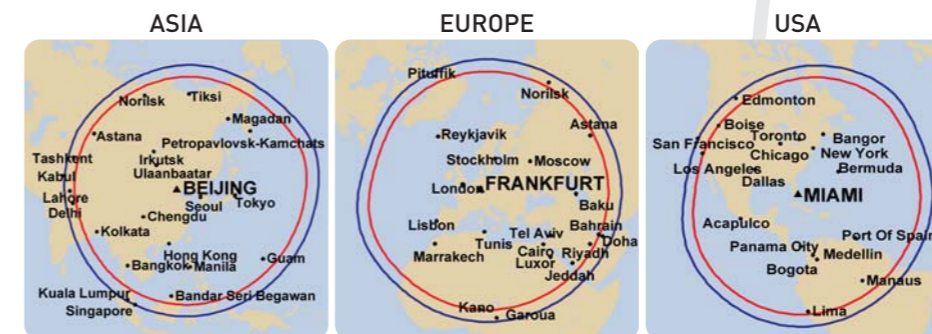 ASIA
Norilsk
Tiksi
Magadan
Astana
Petropavlovsk-Kamchats
Tashkent
Irkutsk
Kabul
Ulaanbaatar
Lahore
BEIJING
Delhi
Seoul
Tokyo
Chengdu
Kolkata
Hong Kong
Guam
Bangkok
Manila
Kuala Lumpur
Bandar Seri Begawan
Singapore
EUROPE
Pituffik
Norilsk
Astana
Reykjavik
Stockholm
Moscow
London
FRANKFURT
Baku
Lisbon
Tel Aviv
Bahrain
Tunis
Doha
Marrakech
Cairo
Riyadh
Luxor
Jeddah
Kano
Garoua
USA
Edmonton
Boise
Toronto
Bangor
San Francisco
Chicago
New York
Los Angeles
Bermuda
Dallas
MIAMI
Acapulco
Port Of Spain
Panama City
Medellin
Bogota
Manaus
Lima